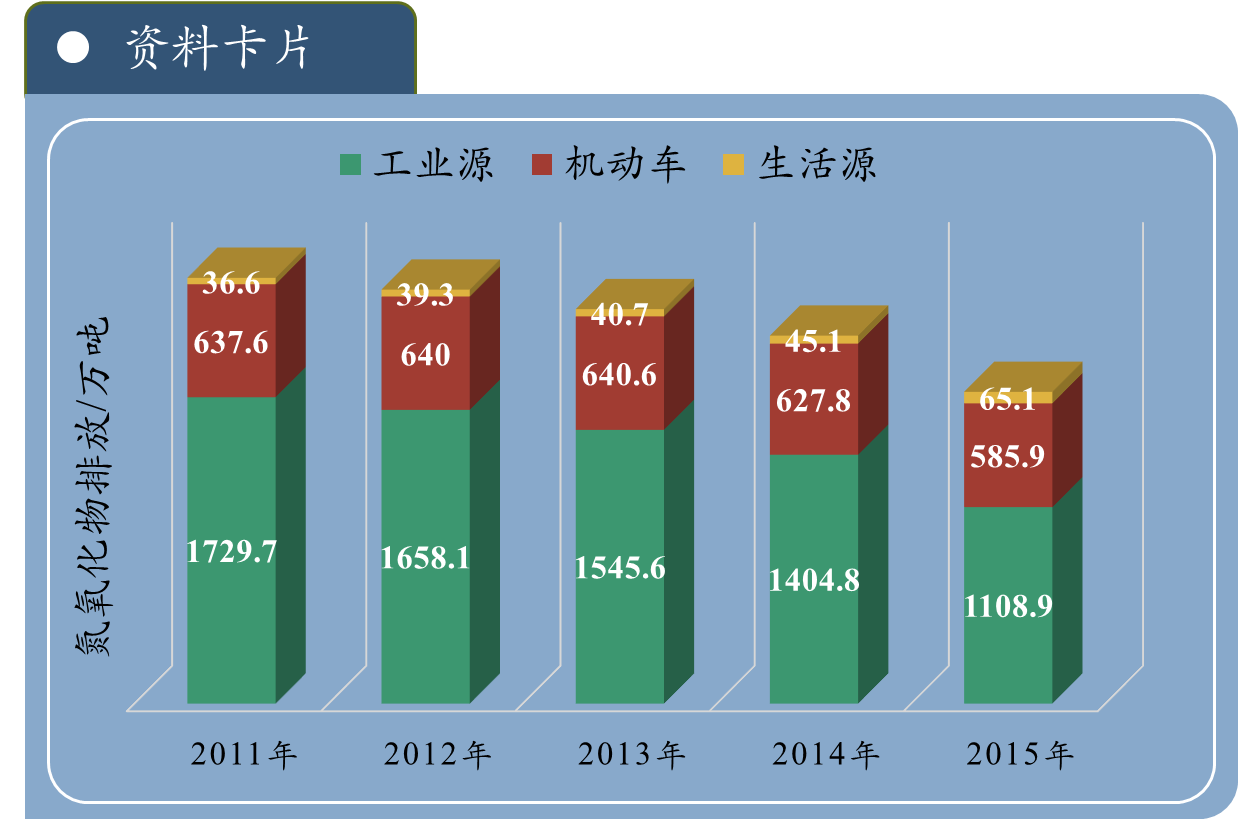 资料卡片
工业源 机动车 生活源
氮氧化物排放/万吨
36.6 39.3 40.7 45.1 65.1
637.6 640 640.6 627.8 585.9
1729.7 1658.1 1545.6 1404.8 1108.9
2011年 2012年 2013年 2014年 2015年